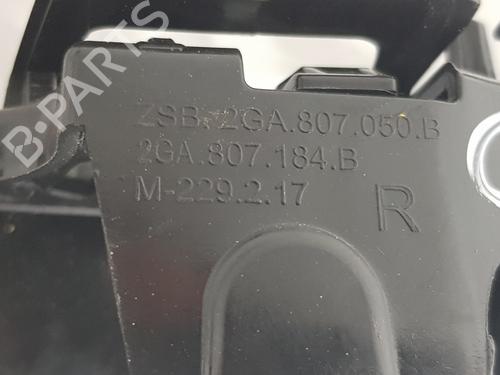 B-PARTS
ZSB. 2GA.807.050.B
2GA.807.184.B
M-229.2.17
R